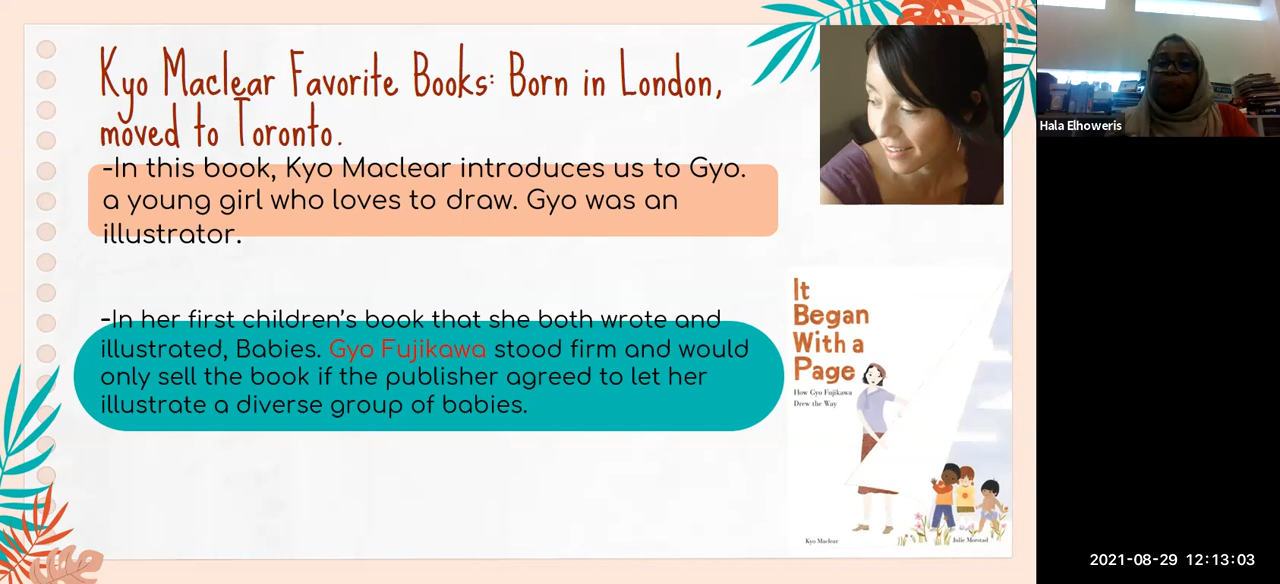 Kyo Maclear Favorite Books: Born in London,
moved to Toronto.
-In this book, Kyo Maclear introduces us to Gyo.
a young girl who loves to draw. Gyo was an
illustrator.
-In her first children's book that she both wrote and
illustrated, Babies. Gyo Fujikawa stood firm and would
only sell the book if the publisher agreed to let her
illustrate a diverse group of babies.
It
Began
With a
Page
How Gyo Fujikawa
Drew the Way
Kyo Maclear
Julie Morstad
Hala Elhoweris
2021-08-29 12:13:03